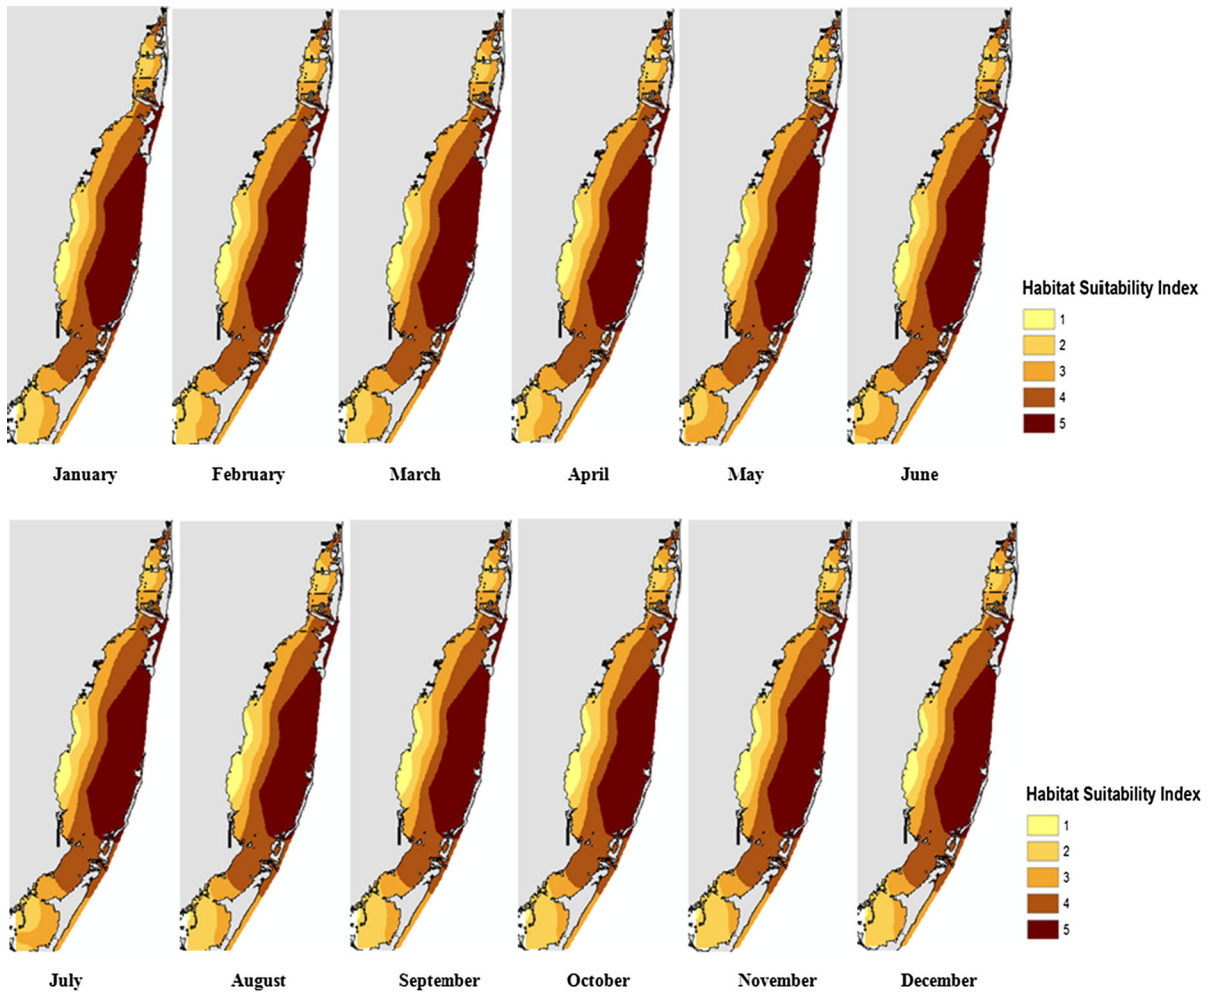 Habitat Suitability Index
1
2
3
4
5
January February March April May June
Habitat Suitability Index
1
2
3
4
5
July August September October November December